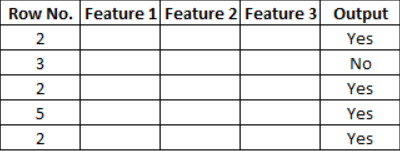 Row No. Feature 1 Feature 2 Feature 3 Output
2 Yes
3 No
2 Yes
5 Yes
2 Yes